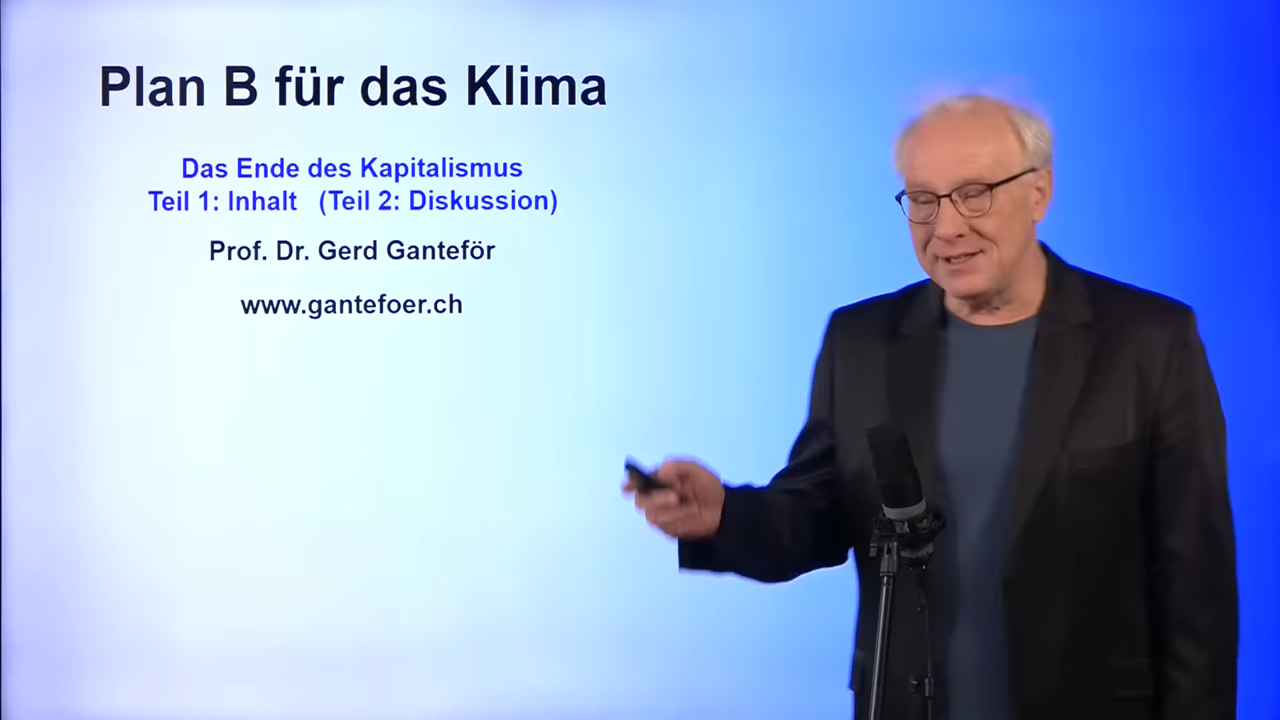 Plan B für das Klima
Das Ende des Kapitalismus
Teil 1: Inhalt (Teil 2: Diskussion)
Prof. Dr. Gerd Ganteför
www.gantefoer.ch